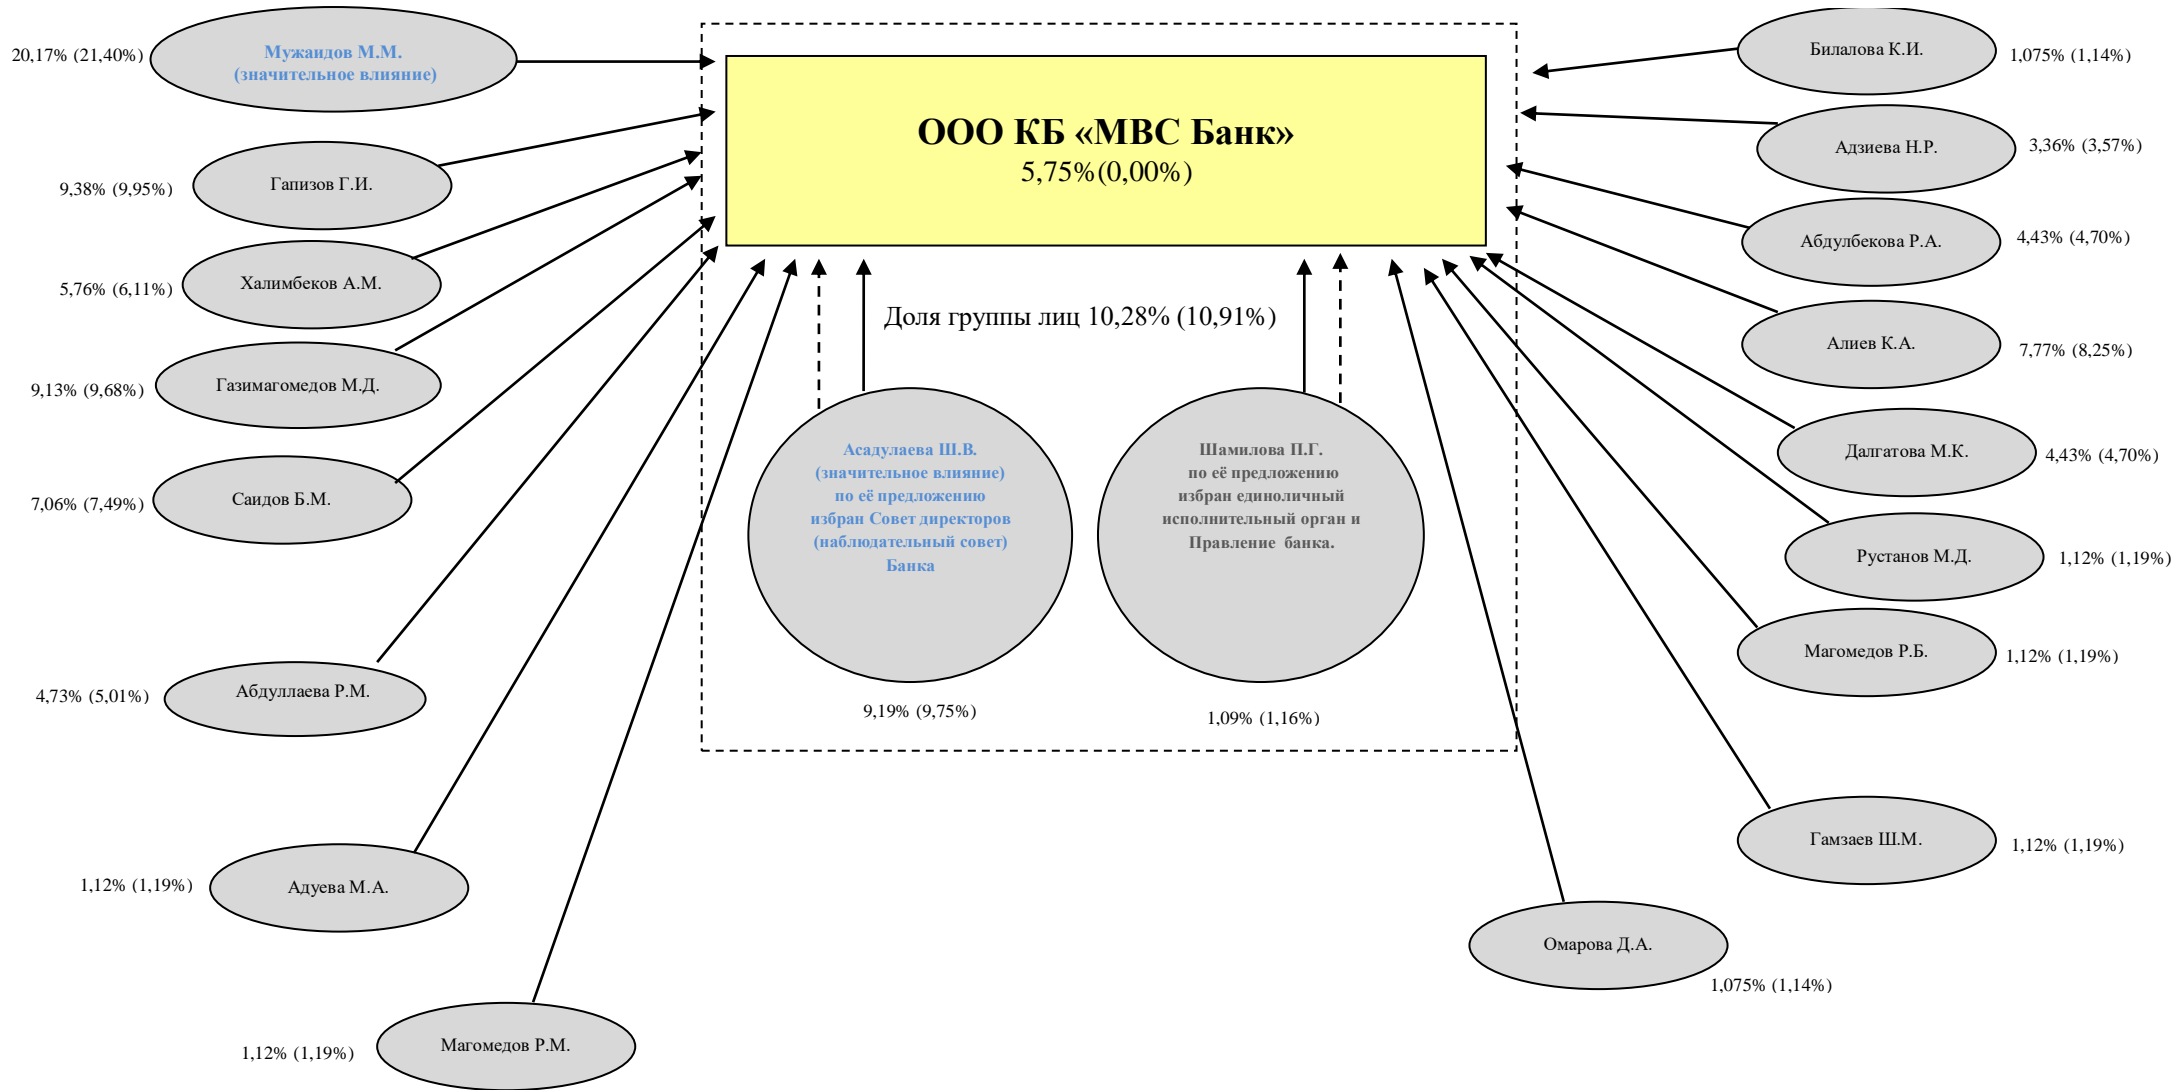 20,17% (21,40%)
Мужаидов М.М.
(значительное влияние)
9,38% (9,95%)
Гапизов Г.И.
5,76% (6,11%)
Халимбеков А.М.
9,13% (9,68%)
Газимагомедов М.Д.
7,06% (7,49%)
Саидов Б.М.
4,73% (5,01%)
Абдуллаева Р.М.
1,12% (1,19%)
Адуева М.А.
1,12% (1,19%)
Магомедов Р.М.
ООО КБ «МВС Банк»
5,75%(0,00%)
Доля группы лиц 10,28% (10,91%)
Асадулаева Ш.В.
(значительное влияние)
по её предложению
избран Совет директоров
(наблюдательный совет)
Банка
9,19% (9,75%)
Шамилова П.Г.
по её предложению
избран единоличный
исполнительный орган и
Правление банка.
1,09% (1,16%)
Билалова К.И.
1,075% (1,14%)
Адзиева Н.Р.
3,36% (3,57%)
Абдулбекова Р.А.
4,43% (4,70%)
Алиев К.А.
7,77% (8,25%)
Далгатова М.К.
4,43% (4,70%)
Рустанов М.Д.
1,12% (1,19%)
Магомедов Р.Б.
1,12% (1,19%)
Гамзаев Ш.М.
1,12% (1,19%)
Омарова Д.А.
1,075% (1,14%)